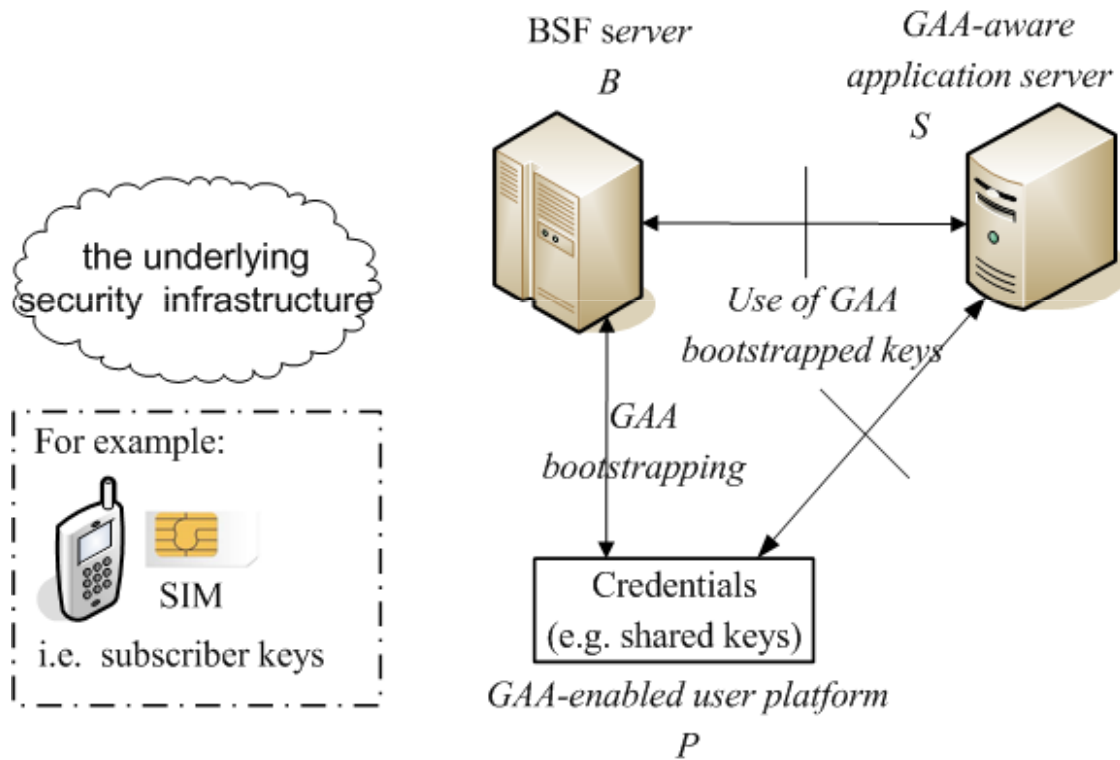 BSF server
B
GAA-aware
application server
S
the underlying
security infrastructure
Use of GAA
bootstrapped keys
GAA
bootstrapping
For example:
SIM
i.e. subscriber keys
Credentials
(e.g. shared keys)
GAA-enabled user platform
P